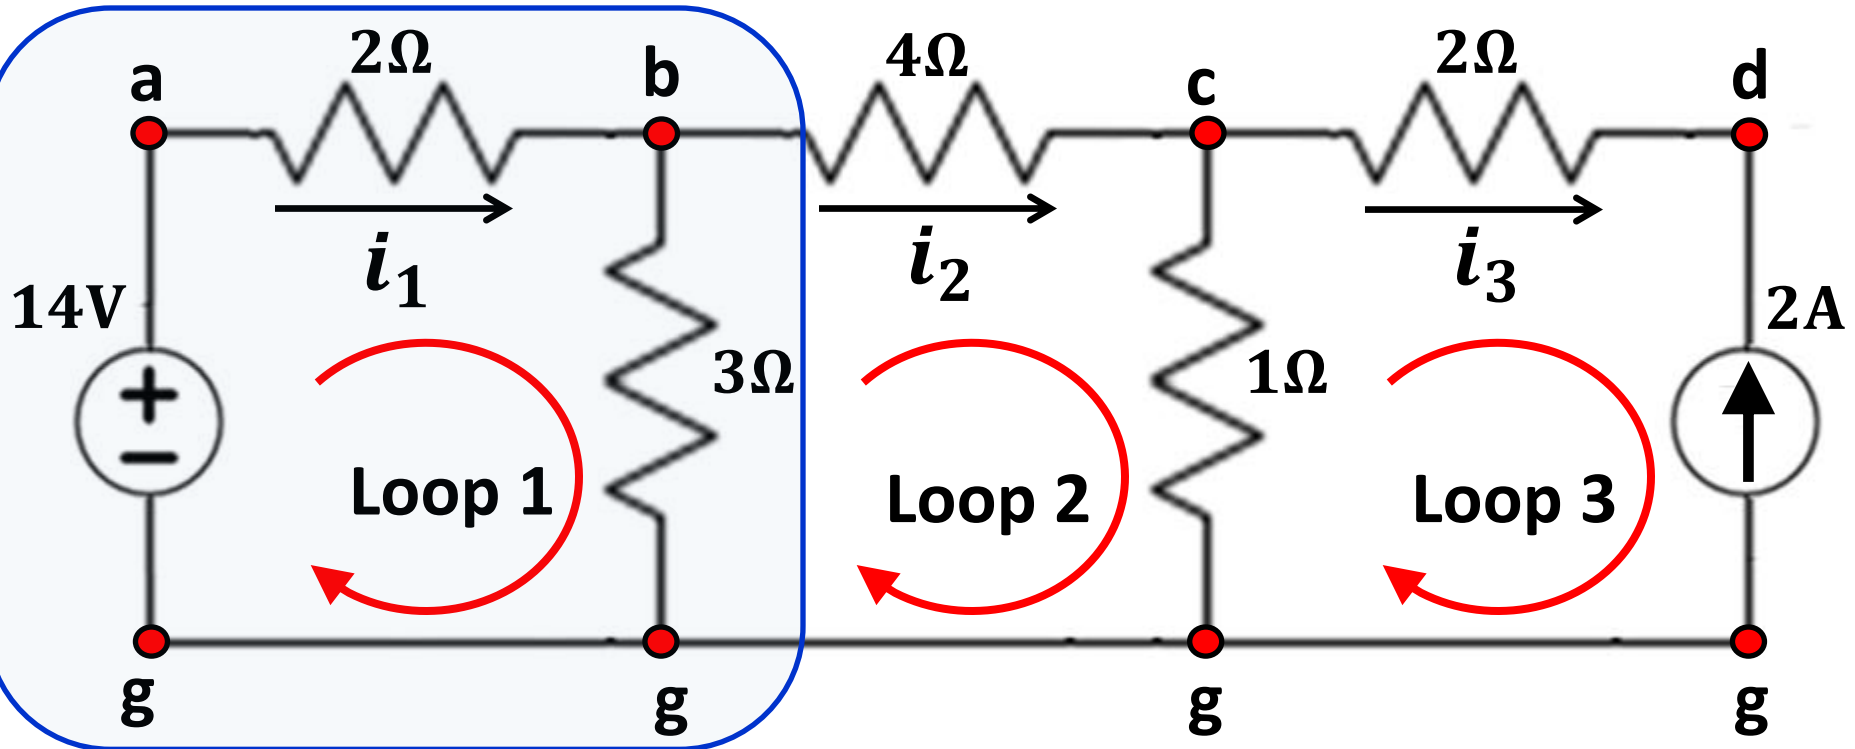 2Ω
4Ω
2Ω
a
b
c
d
i₁
i₂
i₃
14V
3Ω
1Ω
2A
+
−
Loop 1
Loop 2
Loop 3
g
g
g
g